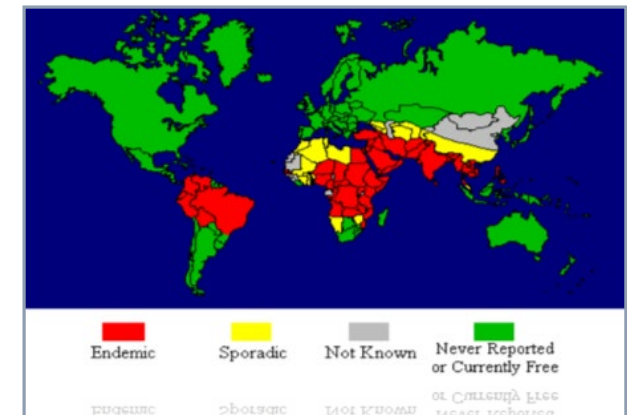 Endemic
Sporadic
Not Known
Never Reported
or Currently Free